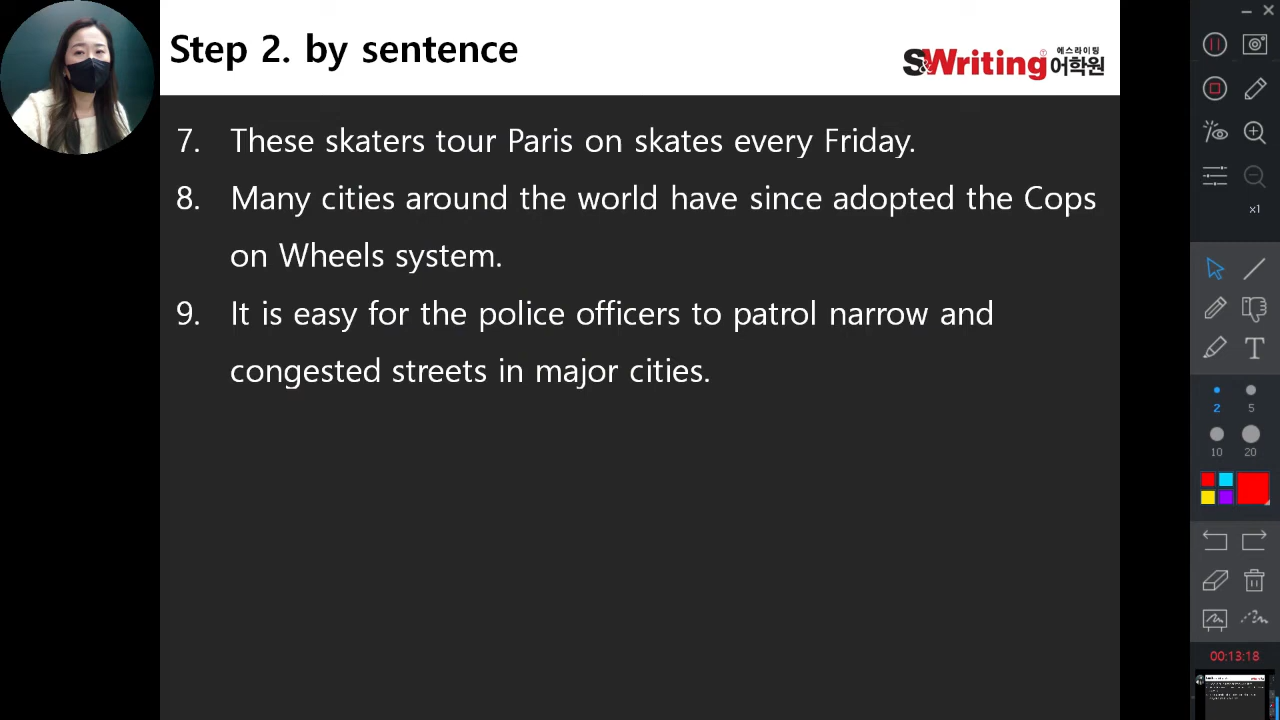 Step 2. by sentence
S&Writing
에스라이팅
어학원
7. These skaters tour Paris on skates every Friday.
8. Many cities around the world have since adopted the Cops
on Wheels system.
9. It is easy for the police officers to patrol narrow and
congested streets in major cities.
x1
T
2 5
10 20
00:13:18